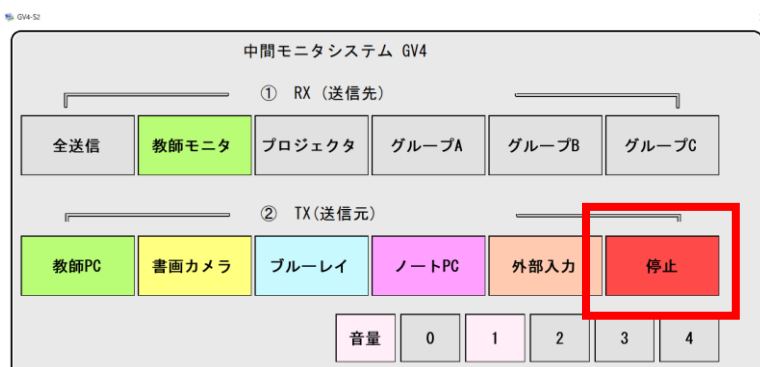 GV4-S2
中間モニタシステム GV4
① RX (送信先)
全送信 教師モニタ プロジェクタ グループA グループB グループC
② TX(送信元)
教師PC 書画カメラ ブルーレイ ノートPC 外部入力 停止
音量 0 1 2 3 4